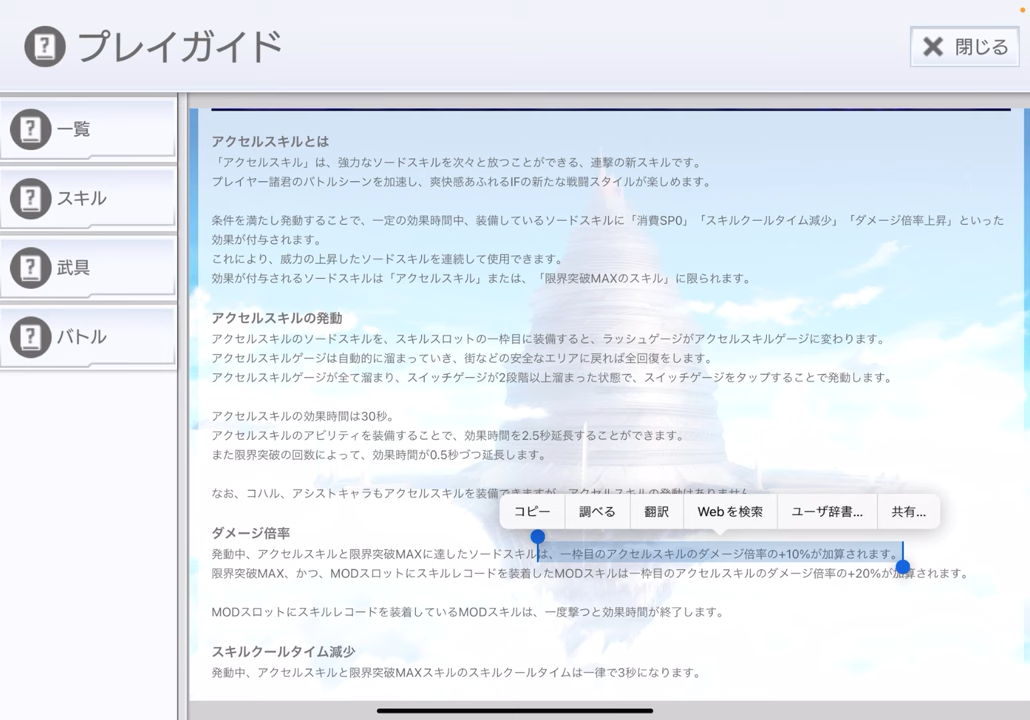 プレイガイド
閉じる
一覧
スキル
武具
バトル
アクセルスキルとは
「アクセルスキル」は、強力なソードスキルを次々と放つことができる、連撃の新スキルです。
プレイヤー諸君のバトルシーンを加速し、爽快感あふれるIFの新たな戦闘スタイルが楽しめます。
条件を満たし発動することで、一定の効果時間中、装備しているソードスキルに「消費SP0」「スキルクールタイム減少」「ダメージ倍率上昇」といった
効果が付与されます。
これにより、威力の上昇したソードスキルを連続して使用できます。
効果が付与されるソードスキルは「アクセルスキル」または、「限界突破MAXのスキル」に限られます。
アクセルスキルの発動
アクセルスキルのソードスキルを、スキルスロットの一枠目に装備すると、ラッシュゲージがアクセルスキルゲージに変わります。
アクセルスキルゲージは自動的に溜まっていき、街などの安全なエリアに戻れば全回復をします。
アクセルスキルゲージが全て溜まり、スイッチゲージが2段階以上溜まった状態で、スイッチゲージをタップすることで発動します。
アクセルスキルの効果時間は30秒。
アクセルスキルのアビリティを装備することで、効果時間を2.5秒延長することができます。
また限界突破の回数によって、効果時間が0.5秒づつ延長します。
なお、コハル、アシストキャラもアクセルスキルを装備できますが、アクセルスキルの発動はありません。
コピー
調べる
翻訳
Webを検索
ユーザ辞書...
共有...
ダメージ倍率
発動中、アクセルスキルと限界突破MAXに達したソードスキルは、一枠目のアクセルスキルのダメージ倍率の+10%が加算されます。
限界突破MAX、かつ、MODスロットにスキルレコードを装着したMODスキルは一枠目のアクセルスキルのダメージ倍率の+20%が加算されます。
MODスロットにスキルレコードを装着しているMODスキルは、一度撃つと効果時間が終了します。
スキルクールタイム減少
発動中、アクセルスキルと限界突破MAXスキルのスキルクールタイムは一律で3秒になります。